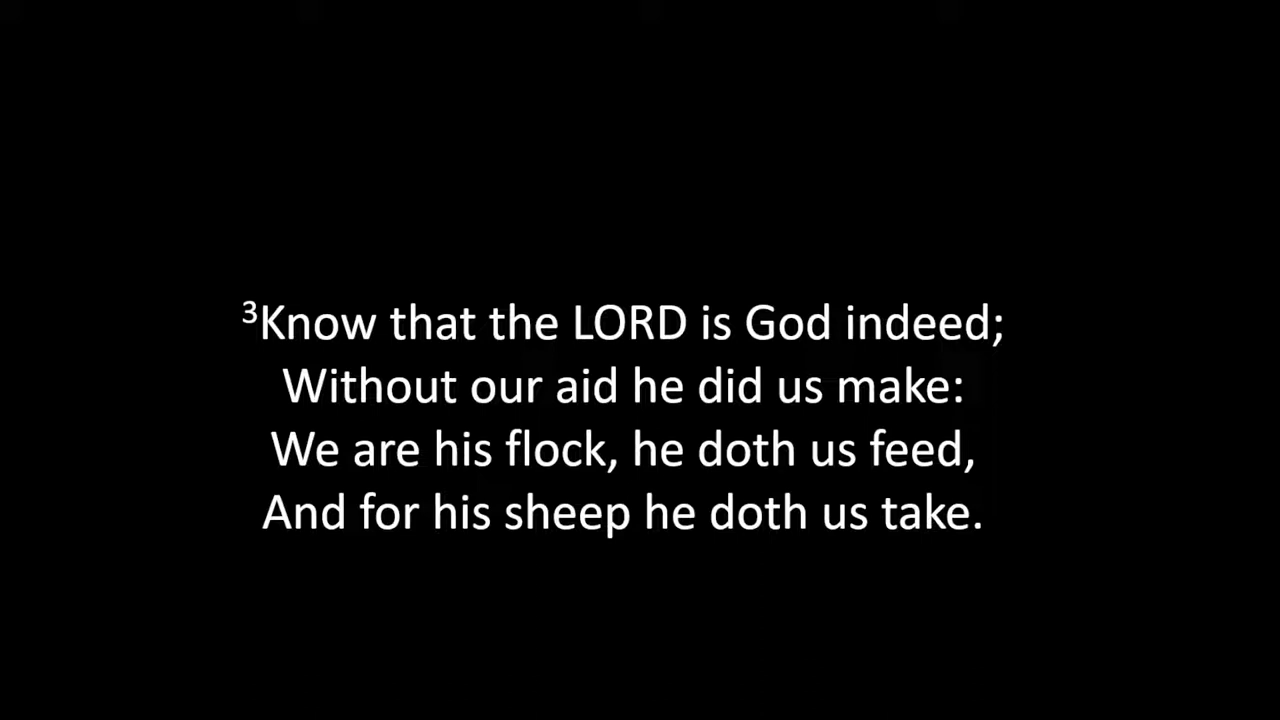 ³Know that the LORD is God indeed;
Without our aid he did us make:
We are his flock, he doth us feed,
And for his sheep he doth us take.